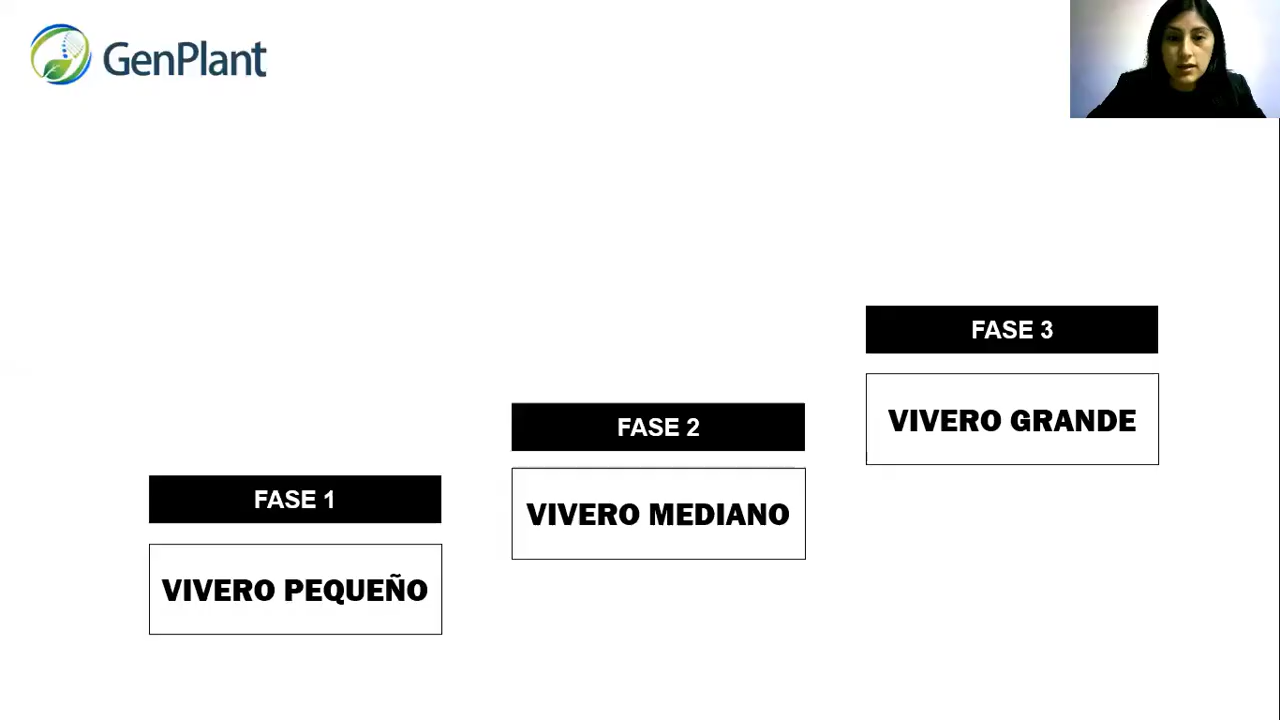 GenPlant
FASE 1
VIVERO PEQUEÑO
FASE 2
VIVERO MEDIANO
FASE 3
VIVERO GRANDE